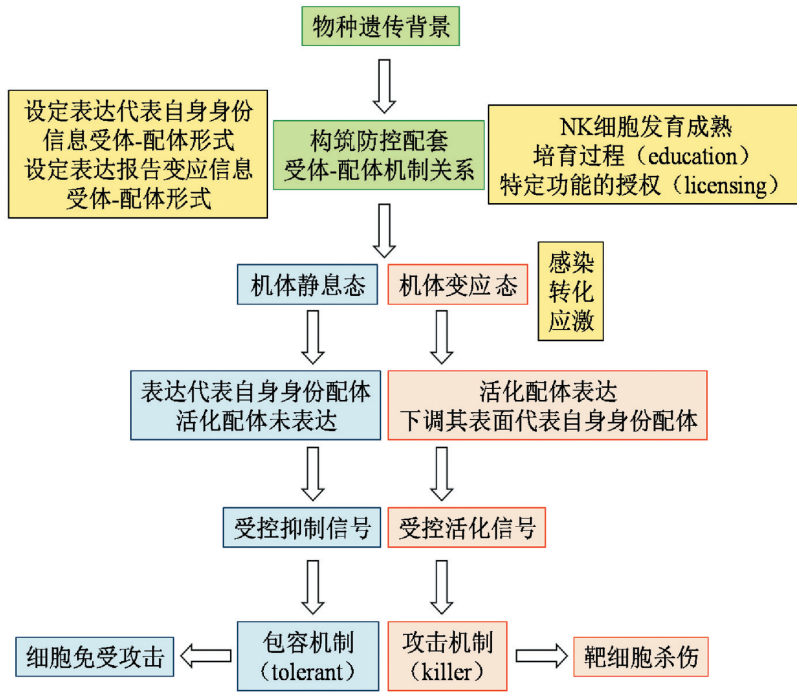 物种遗传背景
设定表达代表自身身份
信息受体-配体形式
设定表达报告变应信息
受体-配体形式
构筑防控配套
受体-配体机制关系
NK细胞发育成熟
培育过程（education）
特定功能的授权（licensing）
机体静息态
机体变应态
感染
转化
应激
表达代表自身身份配体
活化配体未表达
活化配体表达
下调其表面代表自身身份配体
受控抑制信号
受控活化信号
细胞免受攻击
包容机制
（tolerant）
攻击机制
（killer）
靶细胞杀伤